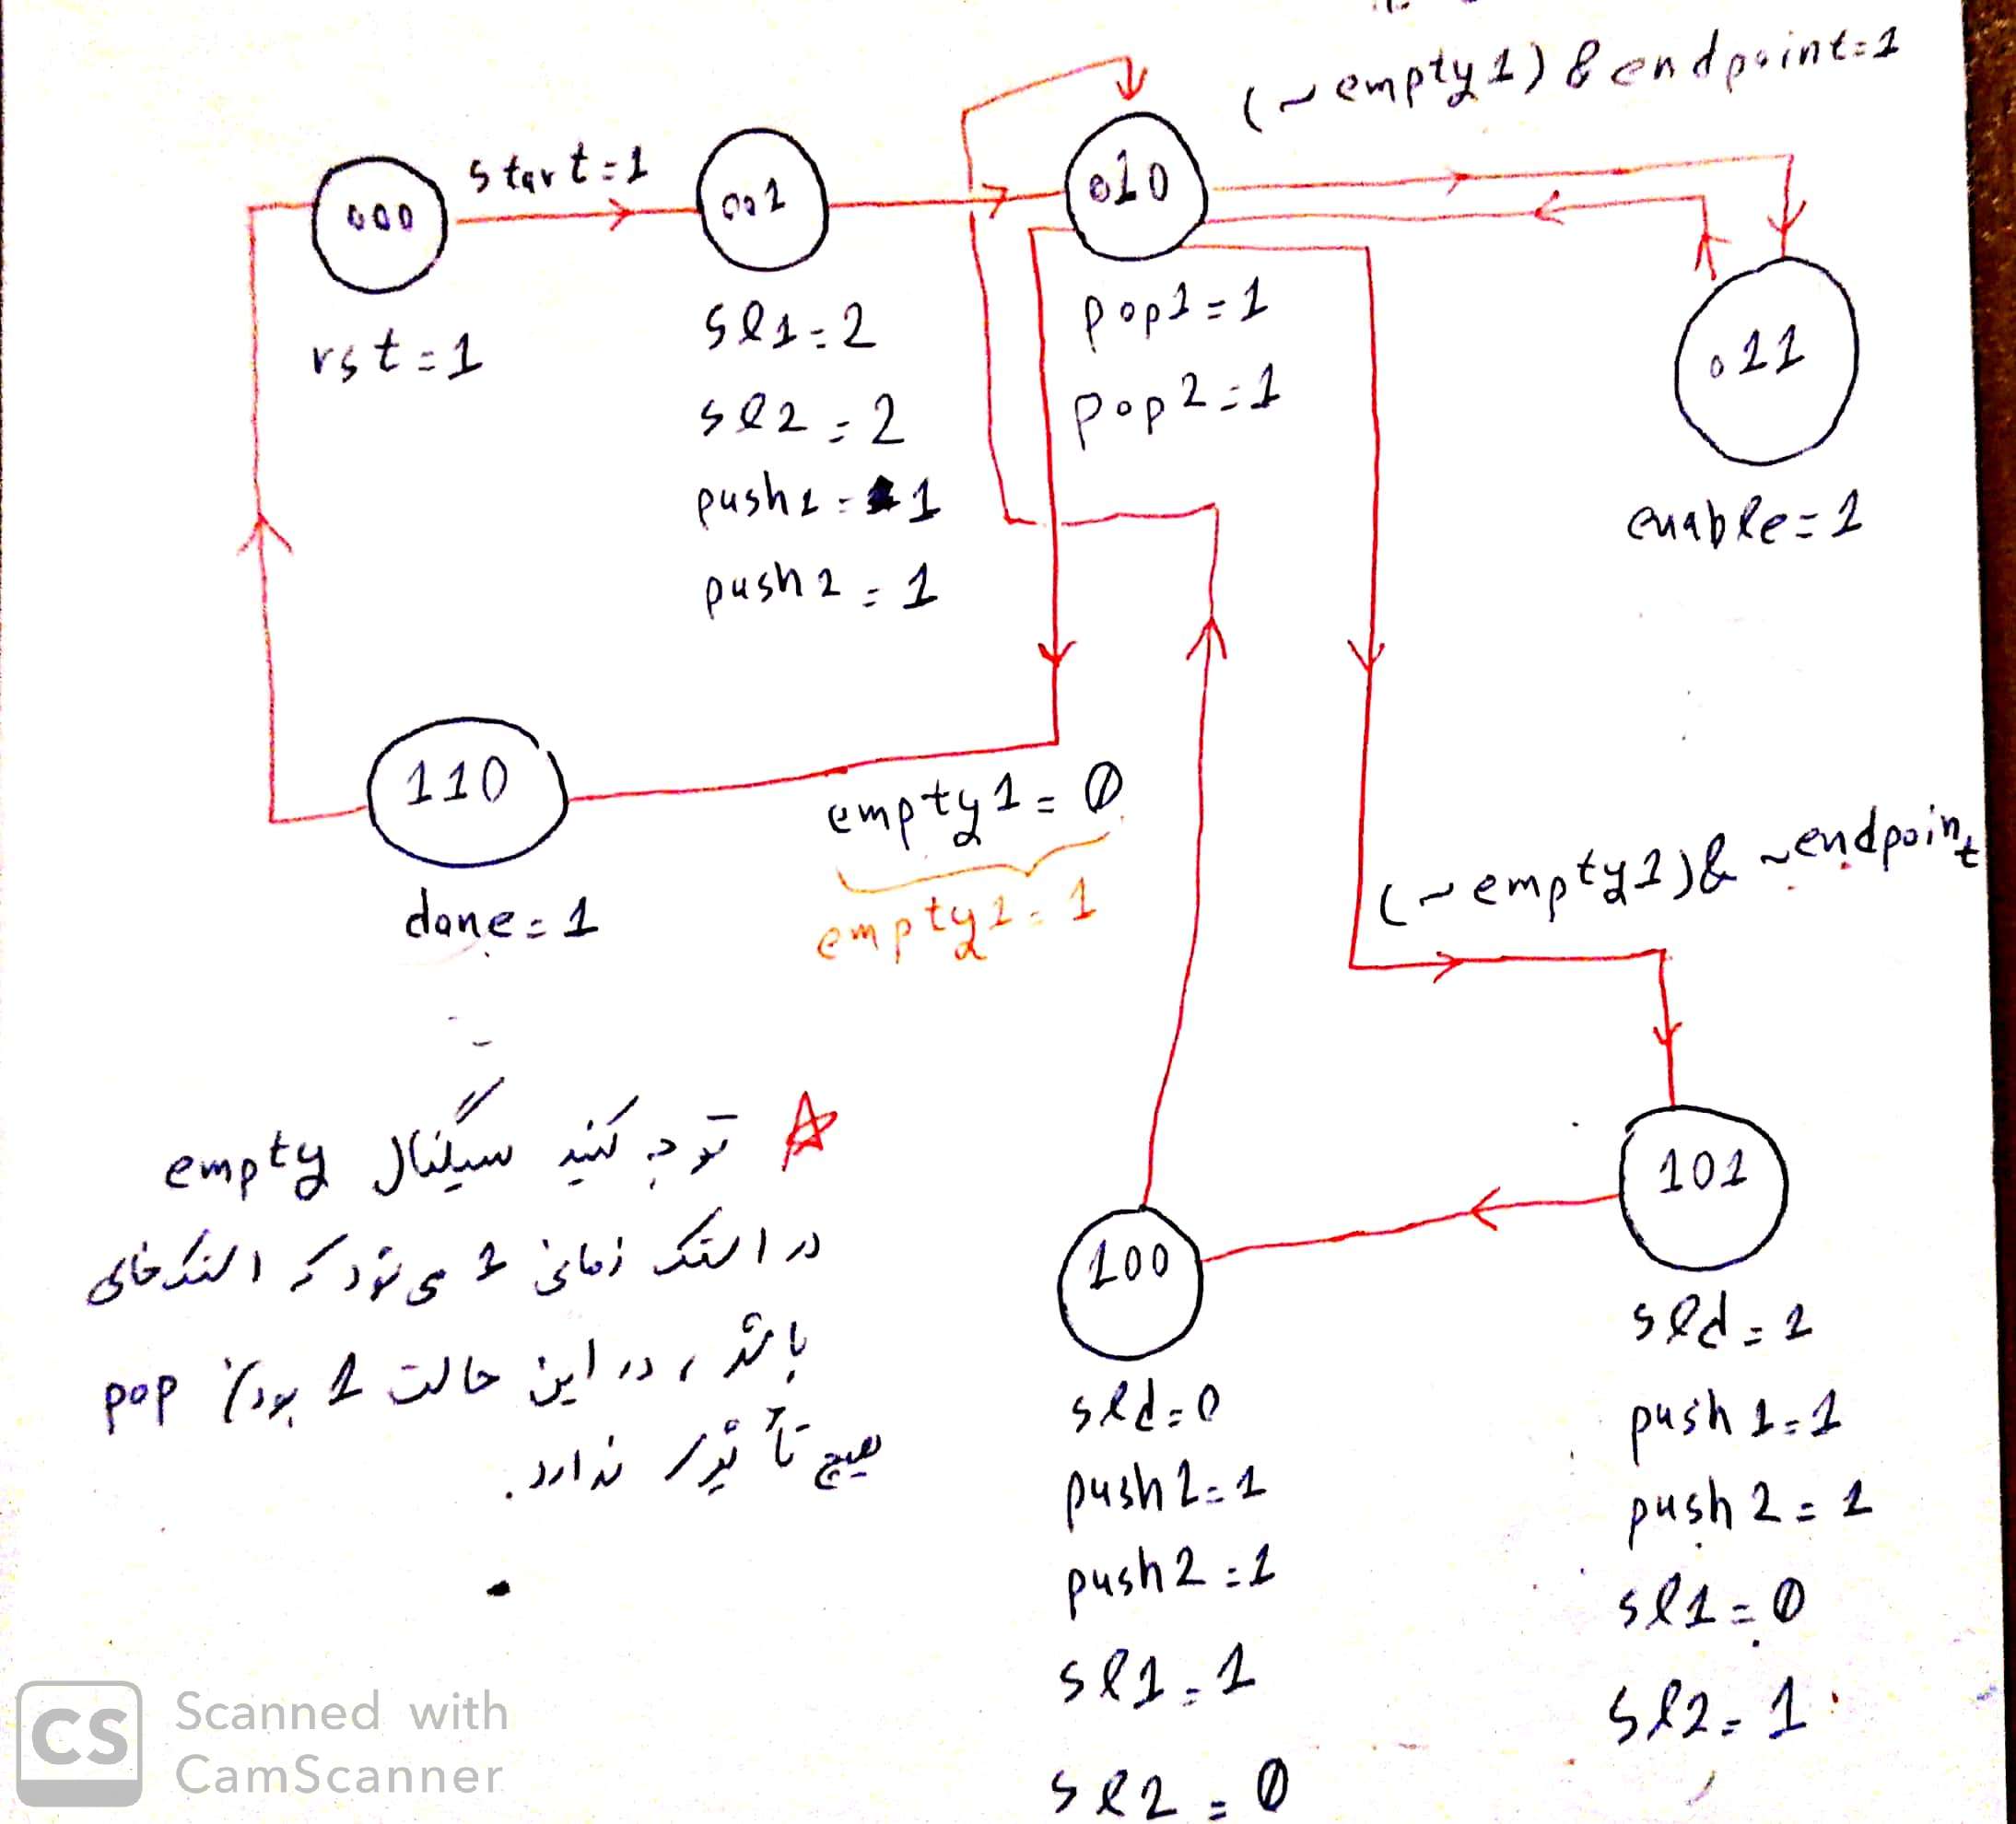 (~empty1) & endpoint=1
start=1
000
001
010
011
rst=1
sl1=2
sl2=2
push1=1
push2=1
pop1=1
pop2=1
enable=1
110
done=1
empty1=0
empty1=1
(~empty1)& ~endpoint
101
100
sld=1
push1=1
push2=1
sl1=0
sl2=1
sld=0
push1=1
push2=1
sl1=1
sl2=0
توجه کنید سیگنال empty
در استک زمانی 1 می شود که استک خالی
باشد ، در این حالت 1 بودن pop
هیچ تأثیری ندارد.
CS Scanned with
CamScanner